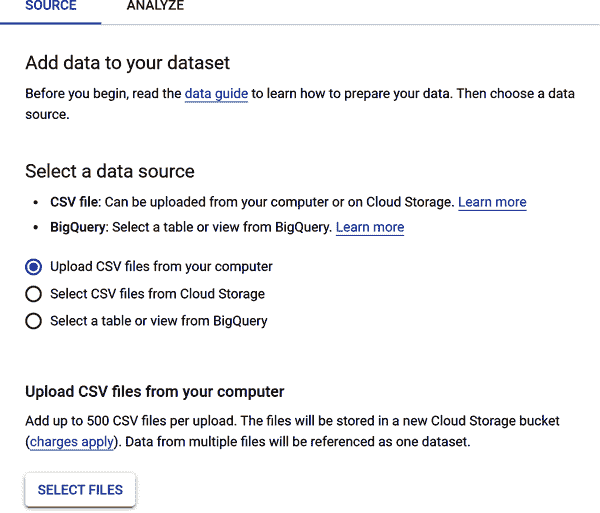 SOURCE ANALYZE
Add data to your dataset
Before you begin, read the data guide to learn how to prepare your data. Then choose a data
source.
Select a data source
• CSV file: Can be uploaded from your computer or on Cloud Storage. Learn more
• BigQuery: Select a table or view from BigQuery. Learn more
Upload CSV files from your computer
Select CSV files from Cloud Storage
Select a table or view from BigQuery
Upload CSV files from your computer
Add up to 500 CSV files per upload. The files will be stored in a new Cloud Storage bucket
(charges apply). Data from multiple files will be referenced as one dataset.
SELECT FILES